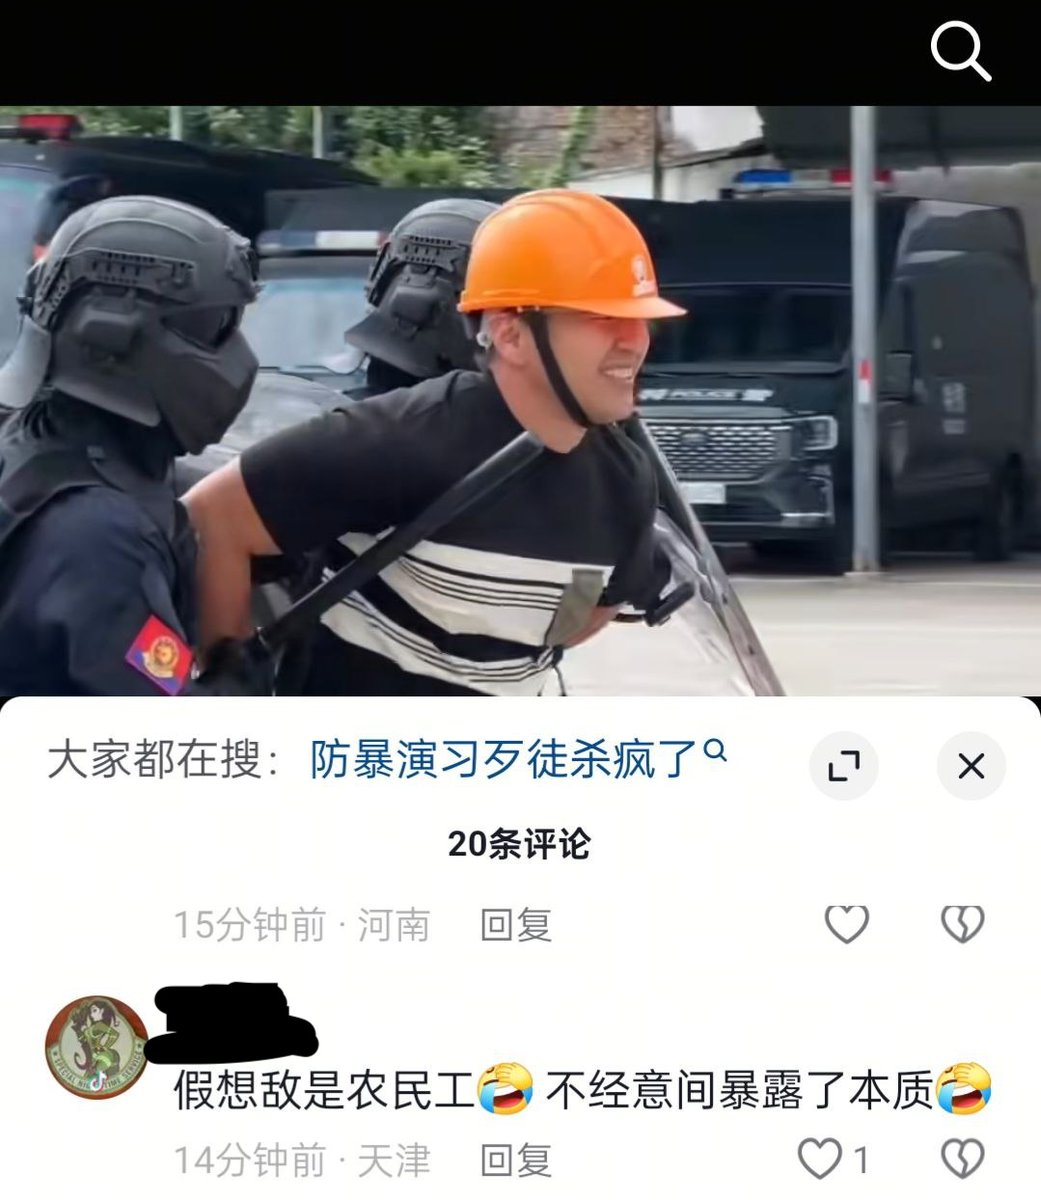 POLICE
大家都在搜： 防暴演习歹徒杀疯了
20条评论
15分钟前 · 河南 回复
假想敌是农民工🤣 不经意间暴露了本质🤣
14分钟前 · 天津 回复 1